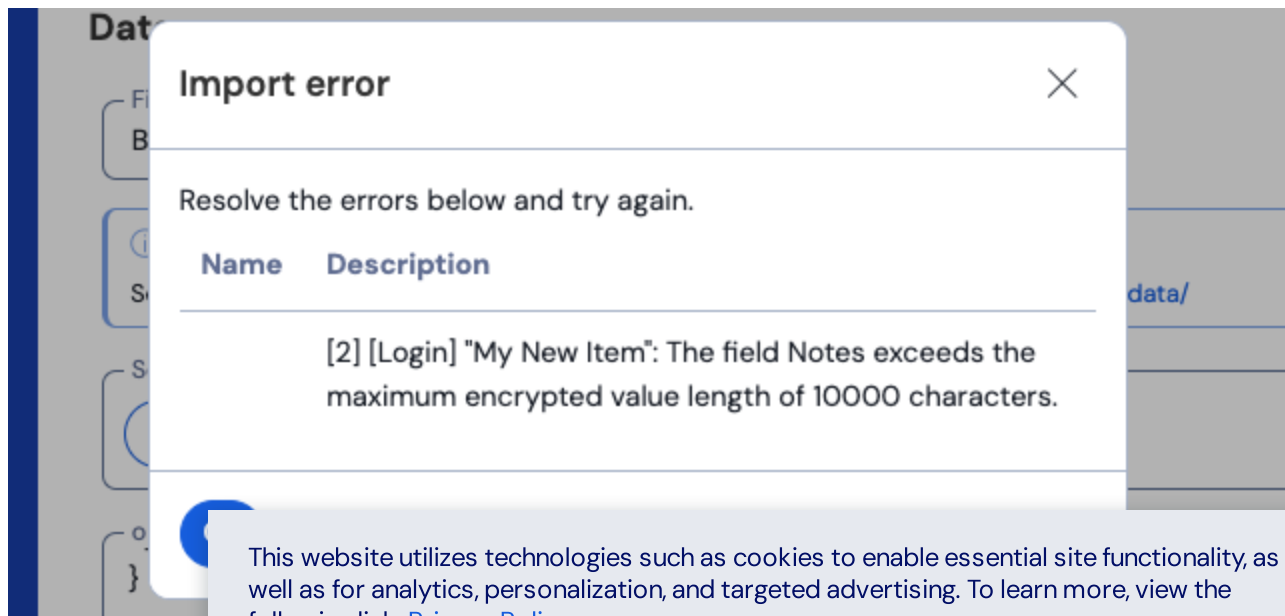 Import error
Resolve the errors below and try again.
Name Description
data/
[2] [Login] "My New Item": The field Notes exceeds the
maximum encrypted value length of 10000 characters.
}
This website utilizes technologies such as cookies to enable essential site functionality, as
well as for analytics, personalization, and targeted advertising. To learn more, view the